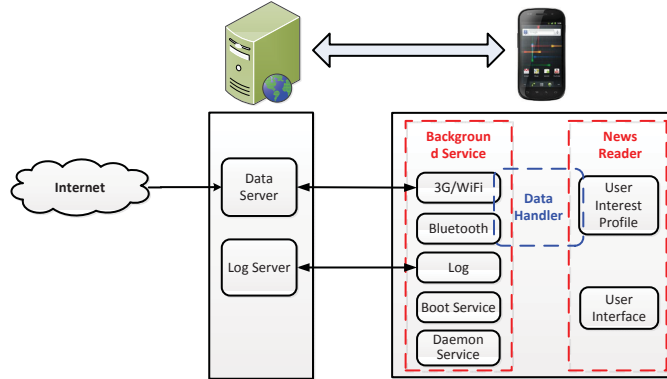 Internet
Data
Server
Log Server
Backgroun
d Service
3G/WiFi
Bluetooth
Log
Boot Service
Daemon
Service
Data
Handler
News
Reader
User
Interest
Profile
User
Interface